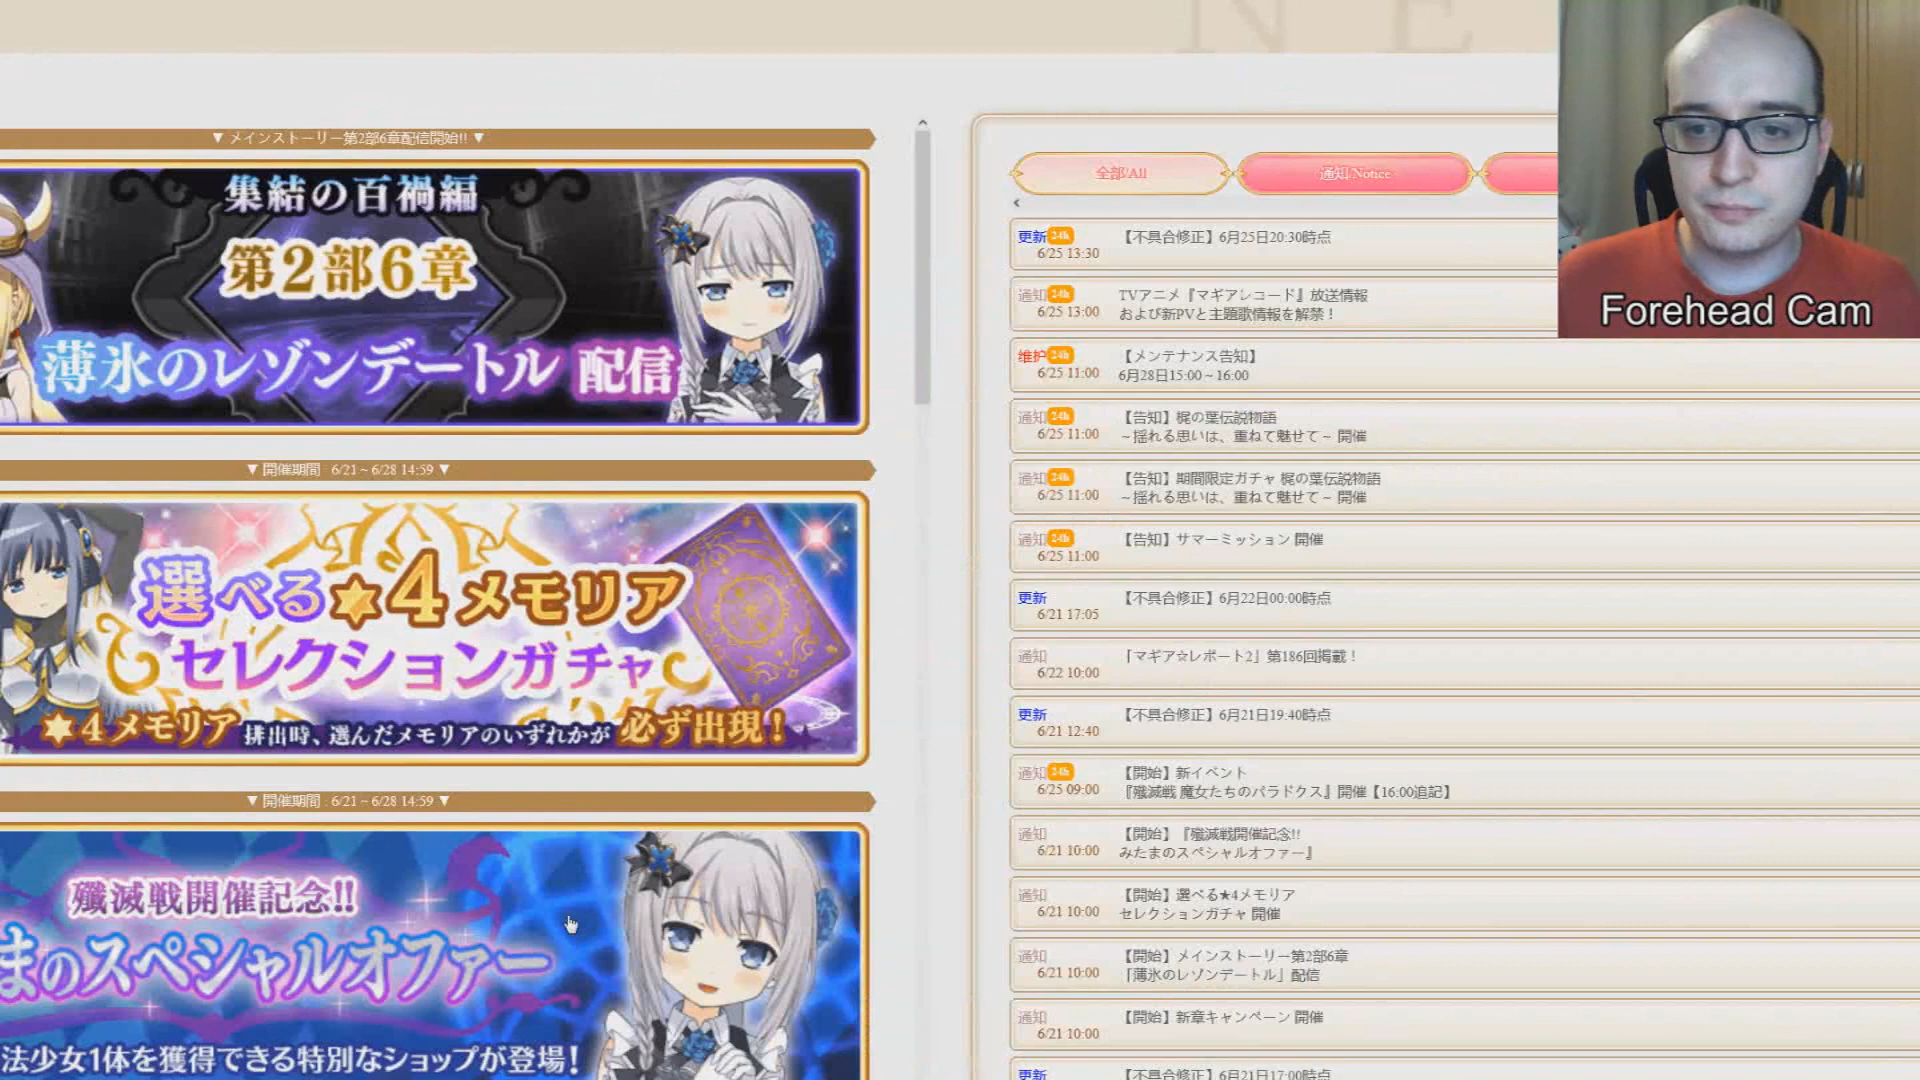 NE
▼ メインストーリー第2部6章配信開始!! ▼
集結の百禍編
第2部6章
薄氷のレゾンデートル 配信
▼ 開催期間 : 6/21 ~ 6/28 14:59 ▼
選べる★4メモリア
セレクションガチャ
★4メモリア 排出時、選んだメモリアのいずれかが 必ず出現!
▼ 開催期間 : 6/21 ~ 6/28 14:59 ▼
殲滅戦開催記念!!
まのスペシャルオファー
法少女1体を獲得できる特別なショップが登場!
全部/All
通知/Notice
更新 24h
6/25 13:30
【不具合修正】6月25日20:30時点
通知 24h
6/25 13:00
TVアニメ『マギアレコード』放送情報
および新PVと主題歌情報を解禁!
维护 24h
6/25 11:00
【メンテナンス告知】
6月28日15:00 ~ 16:00
通知 24h
6/25 11:00
【告知】梶の葉伝説物語
~揺れる思いは、重ねて魅せて~ 開催
通知 24h
6/25 11:00
【告知】期間限定ガチャ 梶の葉伝説物語
~揺れる思いは、重ねて魅せて~ 開催
通知 24h
6/25 11:00
【告知】サマーミッション 開催
更新
6/21 17:05
【不具合修正】6月22日00:00時点
通知
6/22 10:00
「マギア☆レポート2」第186回掲載!
更新
6/21 12:40
【不具合修正】6月21日19:40時点
通知 24h
6/25 09:00
【開始】新イベント
『殲滅戦 魔女たちのパラドクス』開催【16:00追記】
通知
6/21 10:00
【開始】『殲滅戦開催記念!!
みたまのスペシャルオファー』
通知
6/21 10:00
【開始】選べる★4メモリア
セレクションガチャ 開催
通知
6/21 10:00
【開始】メインストーリー第2部6章
「薄氷のレゾンデートル」配信
通知
6/21 10:00
【開始】新章キャンペーン 開催
更新
【不具合修正】6月21日17:00時点
Forehead Cam